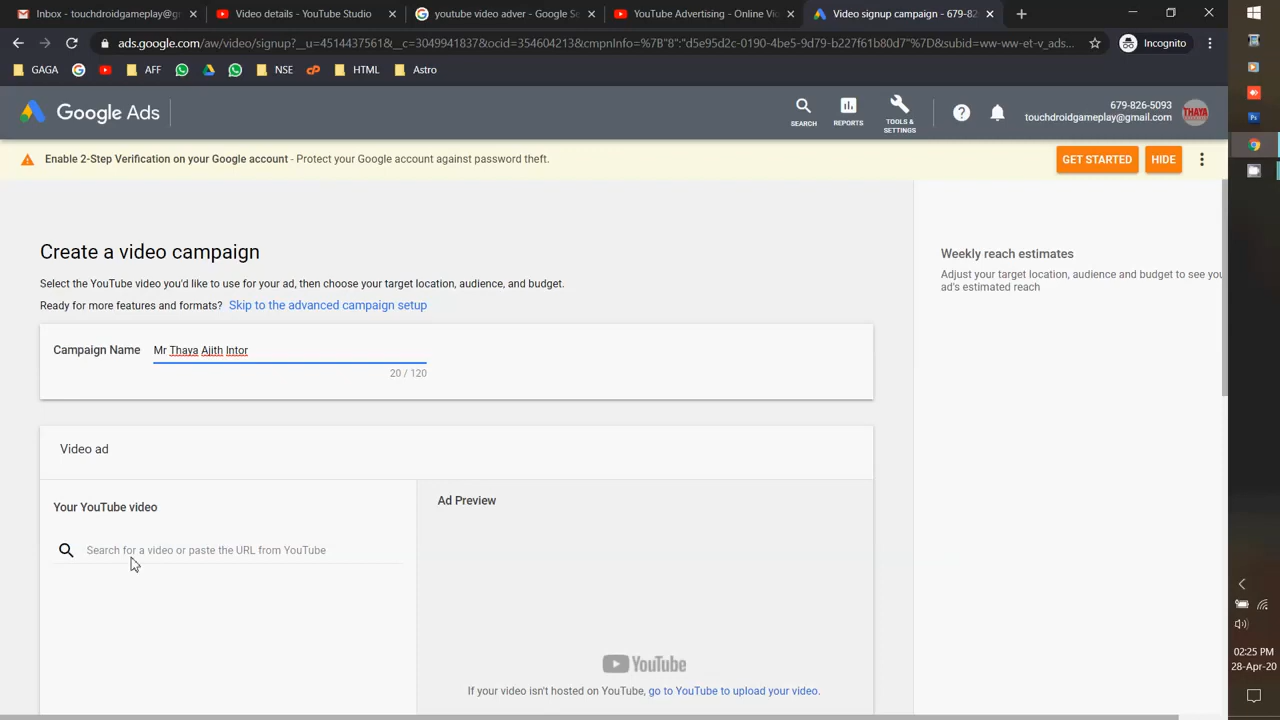 Inbox - touchdroidgameplay@g
Video details - YouTube Studio
youtube video adver - Google Se
YouTube Advertising - Online Vi
Video signup campaign - 679-82
ads.google.com/aw/video/signup?__u=4514437561&__c=3049941837&ocid=354604213&cmpnInfo=%7B"8":"d5e95d2c-0190-4be5-9d79-b227f61b80d7"%7D&subid=ww-ww-et-v_ads...
Incognito
GAGA
AFF
NSE
HTML
Astro
Google Ads
SEARCH
REPORTS
TOOLS &
SETTINGS
679-826-5093
touchdroidgameplay@gmail.com
THAYA
Enable 2-Step Verification on your Google account - Protect your Google account against password theft.
GET STARTED
HIDE
Create a video campaign
Select the YouTube video you'd like to use for your ad, then choose your target location, audience, and budget.
Ready for more features and formats? Skip to the advanced campaign setup
Weekly reach estimates
Adjust your target location, audience and budget to see you
ad's estimated reach
Campaign Name
Mr Thaya Ajith Intor
20 / 120
Video ad
Your YouTube video
Search for a video or paste the URL from YouTube
Ad Preview
YouTube
If your video isn't hosted on YouTube, go to YouTube to upload your video.
02:25 PM
28-Apr-20